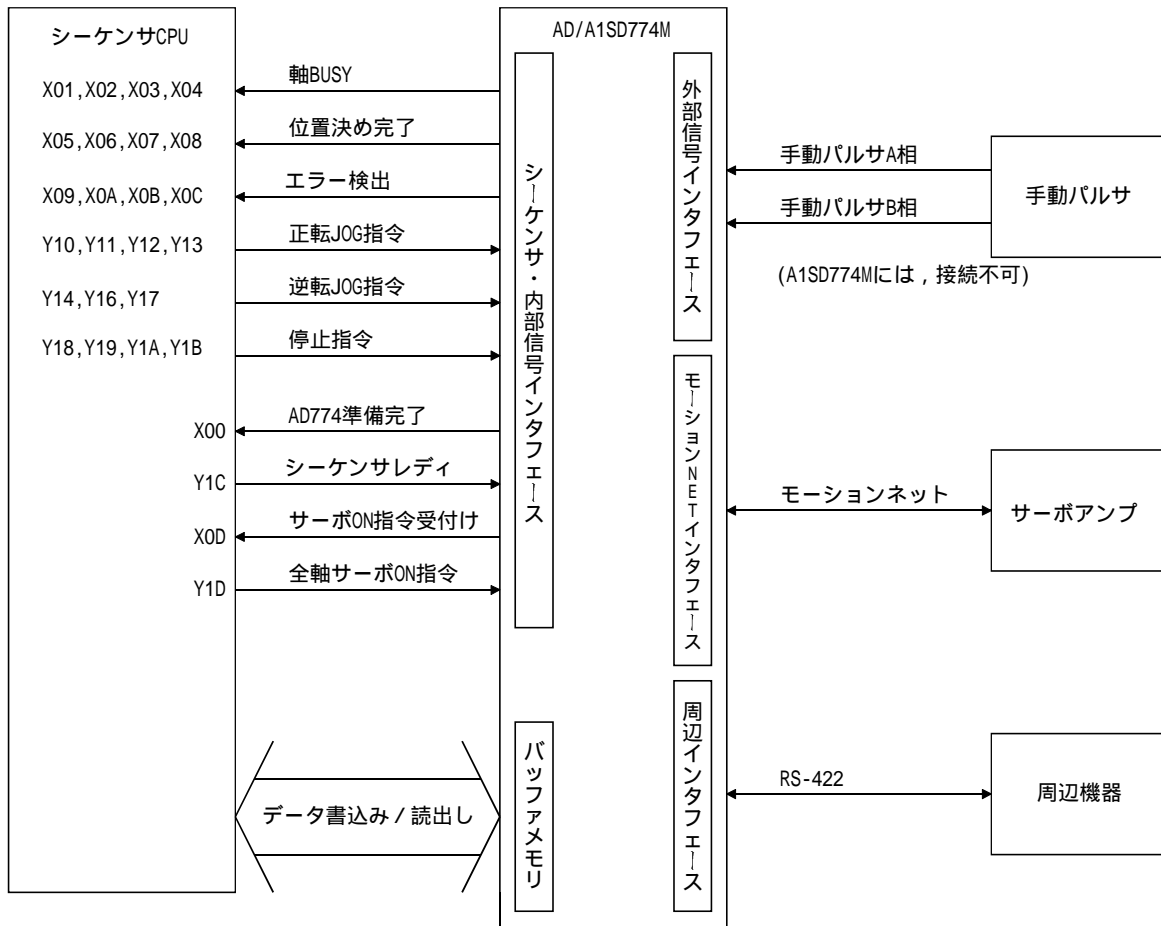 シーケンサCPU
AD/A1SD774M
X01,X02,X03,X04
軸BUSY
X05,X06,X07,X08
位置決め完了
X09,X0A,X0B,X0C
エラー検出
Y10,Y11,Y12,Y13
正転JOG指令
Y14,Y16,Y17
逆転JOG指令
Y18,Y19,Y1A,Y1B
停止指令
X00
AD774準備完了
Y1C
シーケンサレディ
X0D
サーボON指令受付け
Y1D
全軸サーボON指令
データ書込み／読出し
シーケンサ・内部信号インタフェース
バッファメモリ
外部信号インタフェース
モーションNETインタフェース
周辺インタフェース
手動パルサA相
手動パルサB相
手動パルサ
(A1SD774Mには，接続不可)
モーションネット
サーボアンプ
RS-422
周辺機器